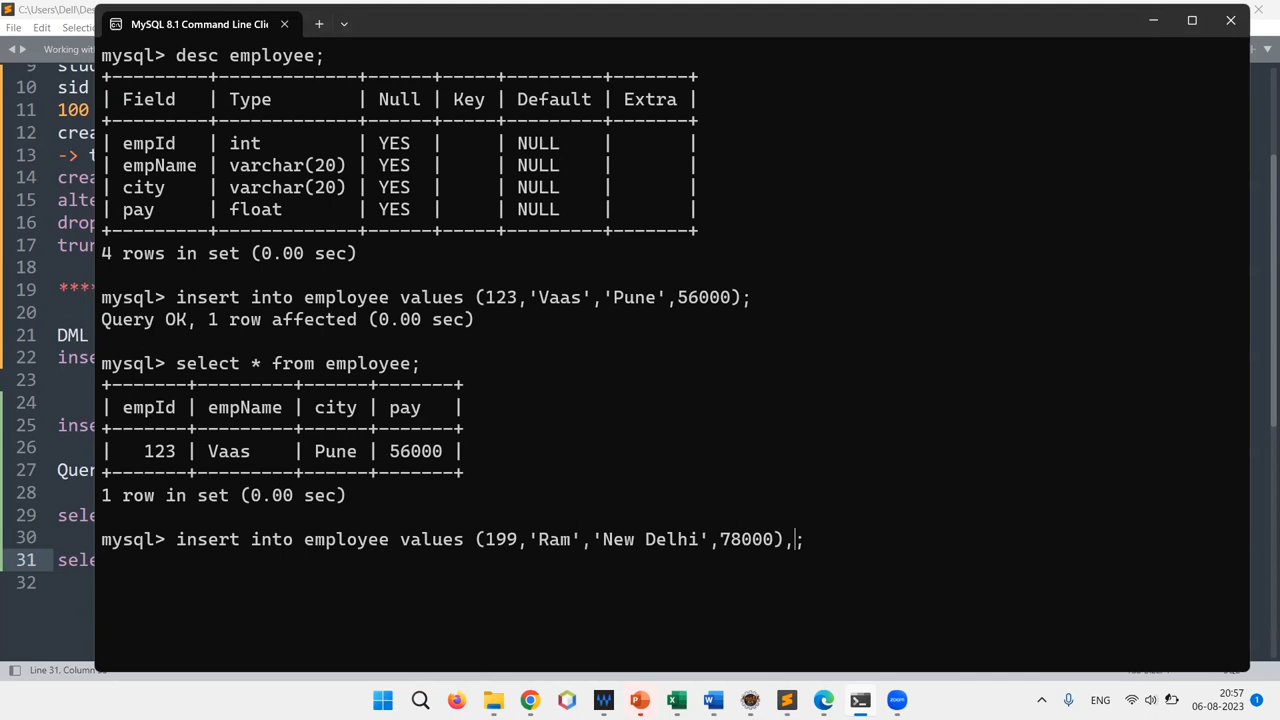 C:\Users\Dell\Des
MySQL 8.1 Command Line Cli
File Edit Selection
Working with
9 stud
10 sid
11 100
12 crea
13 -> t
14 crea
15 alte
16 drop
17 trun
18
19 ****
20
21 DML
22 inse
23
24
25 inse
26
27 Quer
28
29 sele
30
31 sele
32
mysql> desc employee;
+----------+-------------+------+-----+---------+-------+
| Field | Type | Null | Key | Default | Extra |
+----------+-------------+------+-----+---------+-------+
| empId | int | YES | | NULL | |
| empName | varchar(20) | YES | | NULL | |
| city | varchar(20) | YES | | NULL | |
| pay | float | YES | | NULL | |
+----------+-------------+------+-----+---------+-------+
4 rows in set (0.00 sec)
mysql> insert into employee values (123,'Vaas','Pune',56000);
Query OK, 1 row affected (0.00 sec)
mysql> select * from employee;
+-------+---------+------+-------+
| empId | empName | city | pay |
+-------+---------+------+-------+
| 123 | Vaas | Pune | 56000 |
+-------+---------+------+-------+
1 row in set (0.00 sec)
mysql> insert into employee values (199,'Ram','New Delhi',78000),;
Line 31, Column
ENG
20:57
06-08-2023